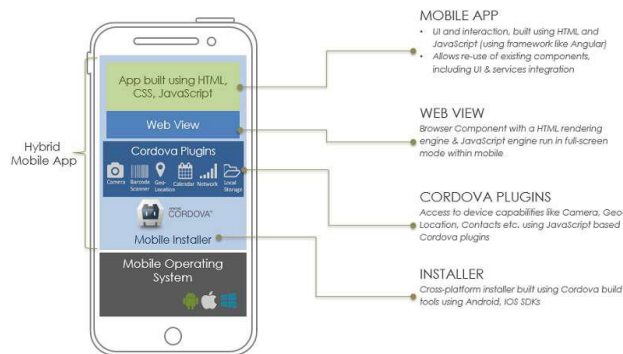 Hybrid
Mobile App
App built using HTML,
CSS, JavaScript
Web View
Cordova Plugins
Camera
Barcode
Scanner
Geo-
Location
Calendar
Network
Local
Storage
APACHE
CORDOVA™
Mobile Installer
Mobile Operating
System
MOBILE APP
• UI and interaction, built using HTML and
JavaScript (using framework like Angular)
• Allows re-use of existing components,
including UI & services integration
WEB VIEW
Browser Component with a HTML rendering
engine & JavaScript engine run in full-screen
mode within mobile
CORDOVA PLUGINS
Access to device capabilities like Camera, Geo-
Location, Contacts etc. using JavaScript based
Cordova plugins
INSTALLER
Cross-platform installer built using Cordova build
tools using Android, IOS SDKs